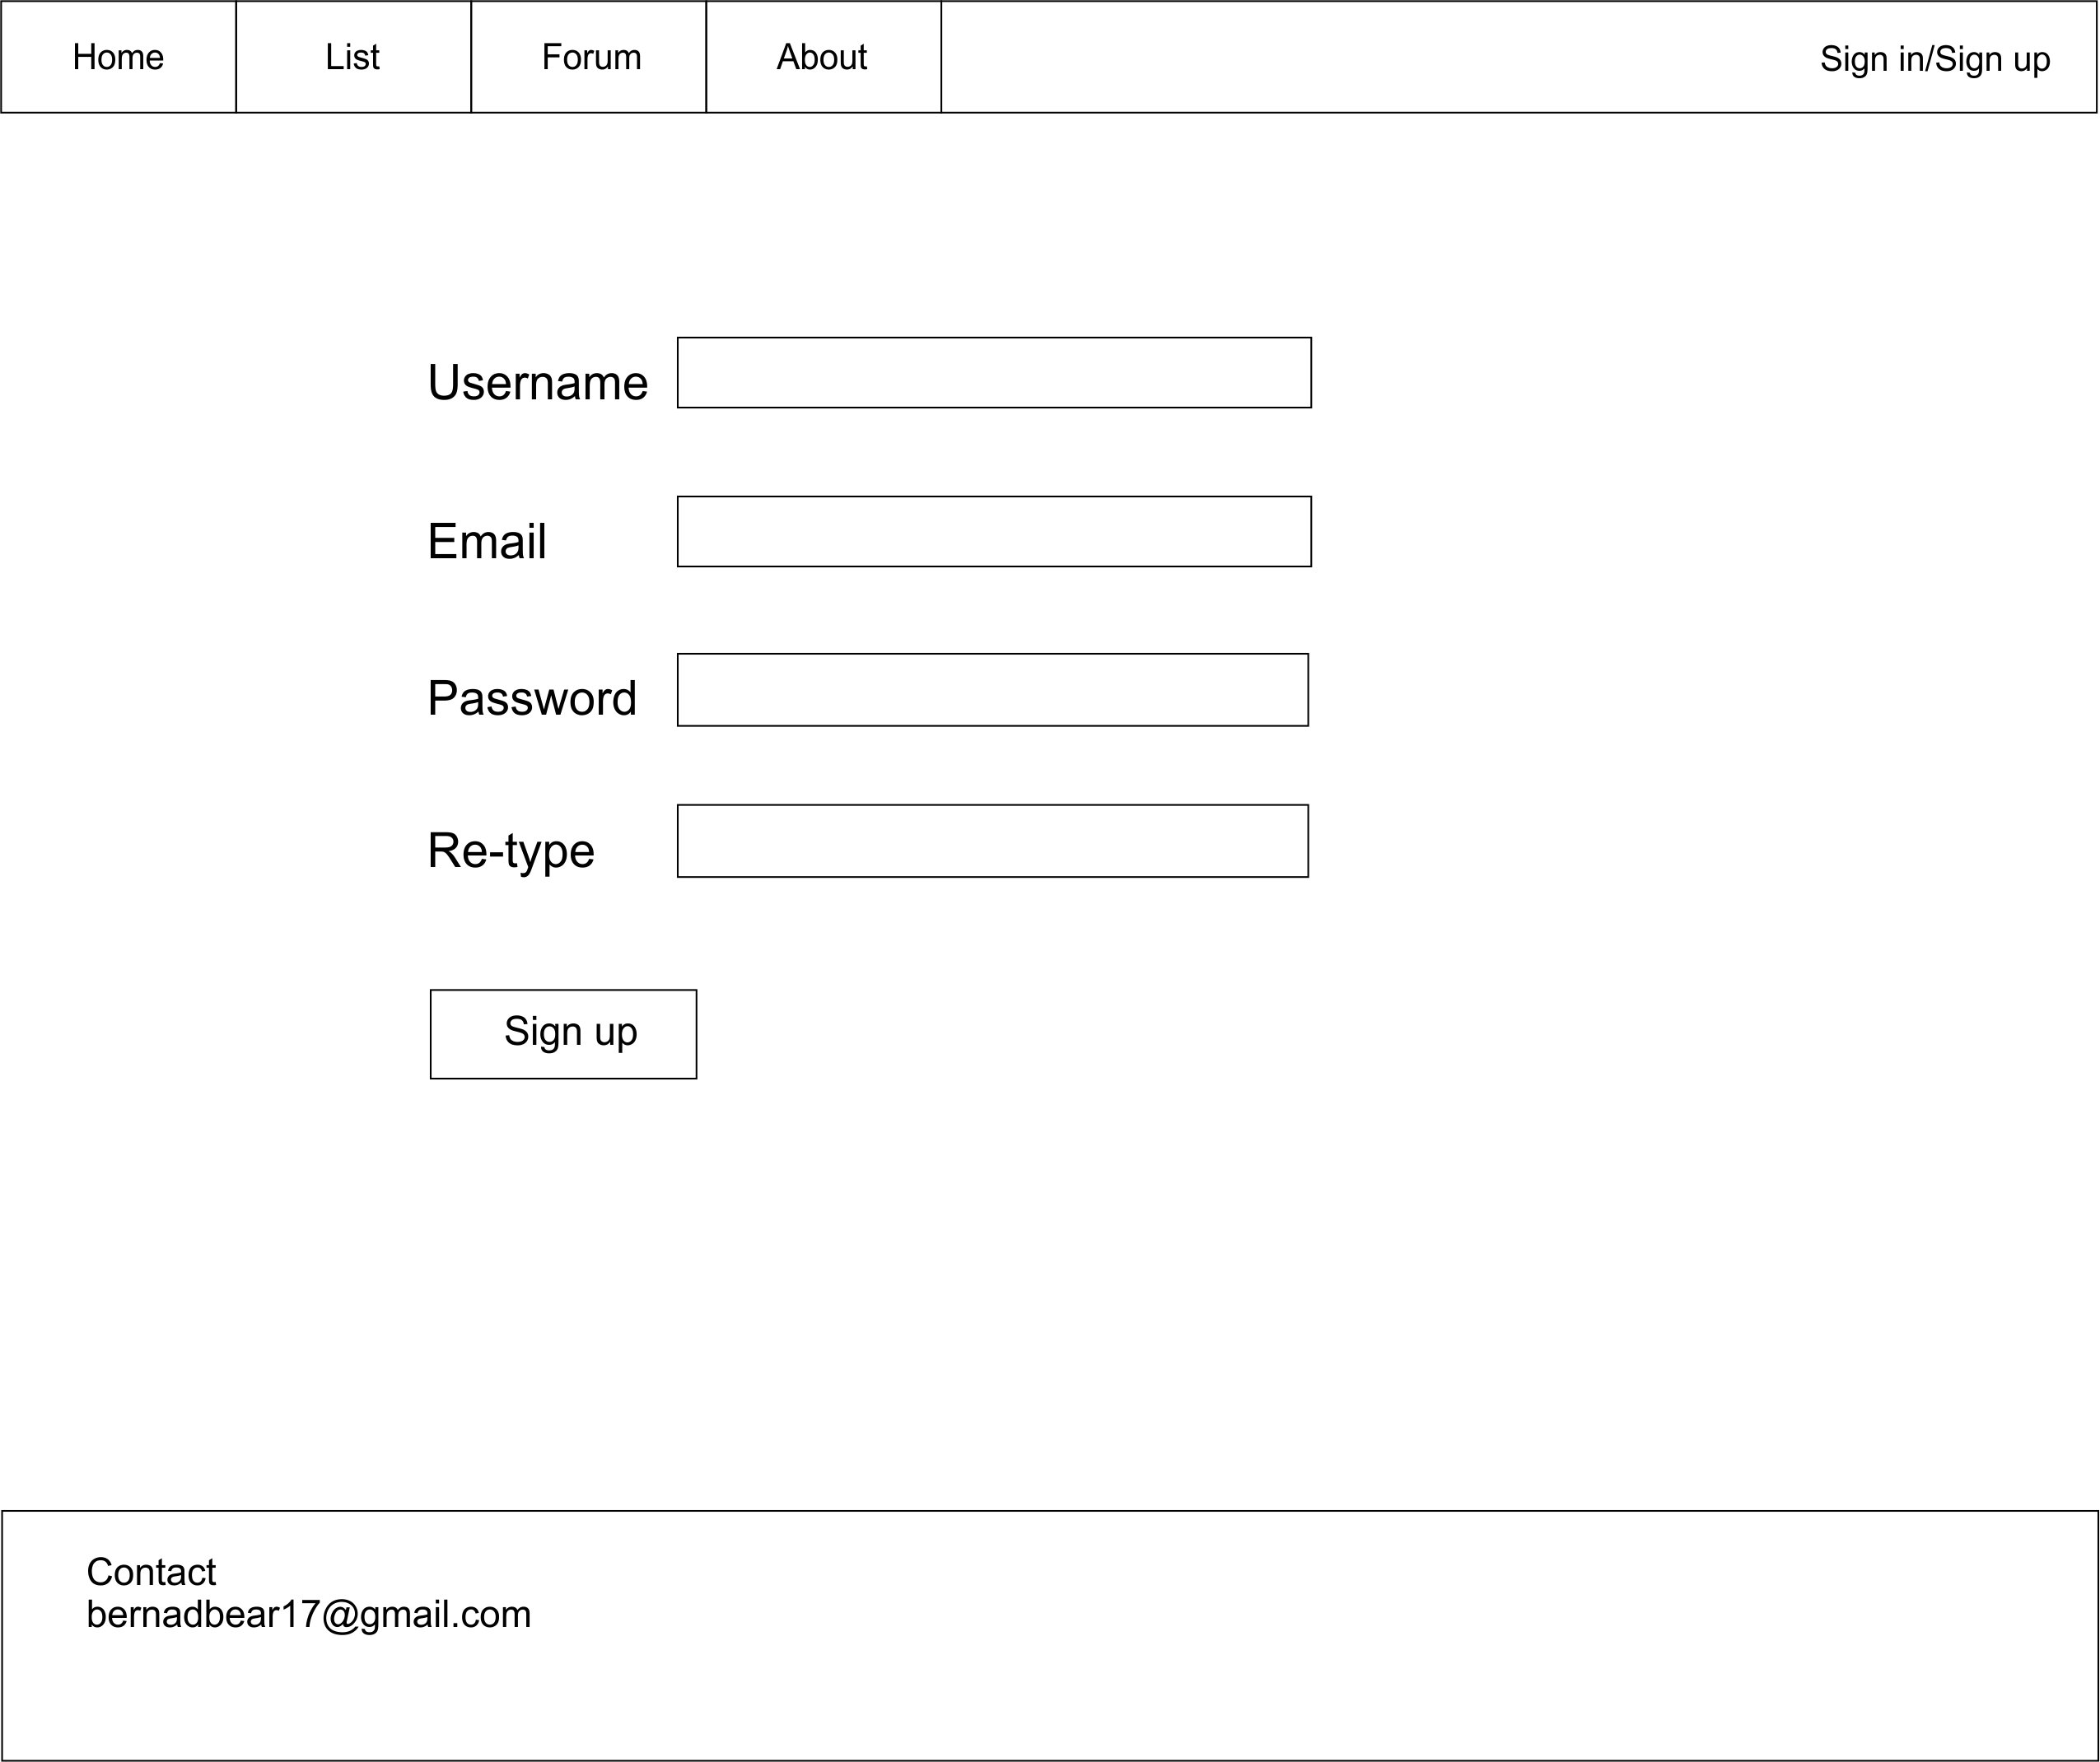 Home List Forum About Sign in/Sign up
Username
Email
Password
Re-type
Sign up
Contact
bernadbear17@gmail.com